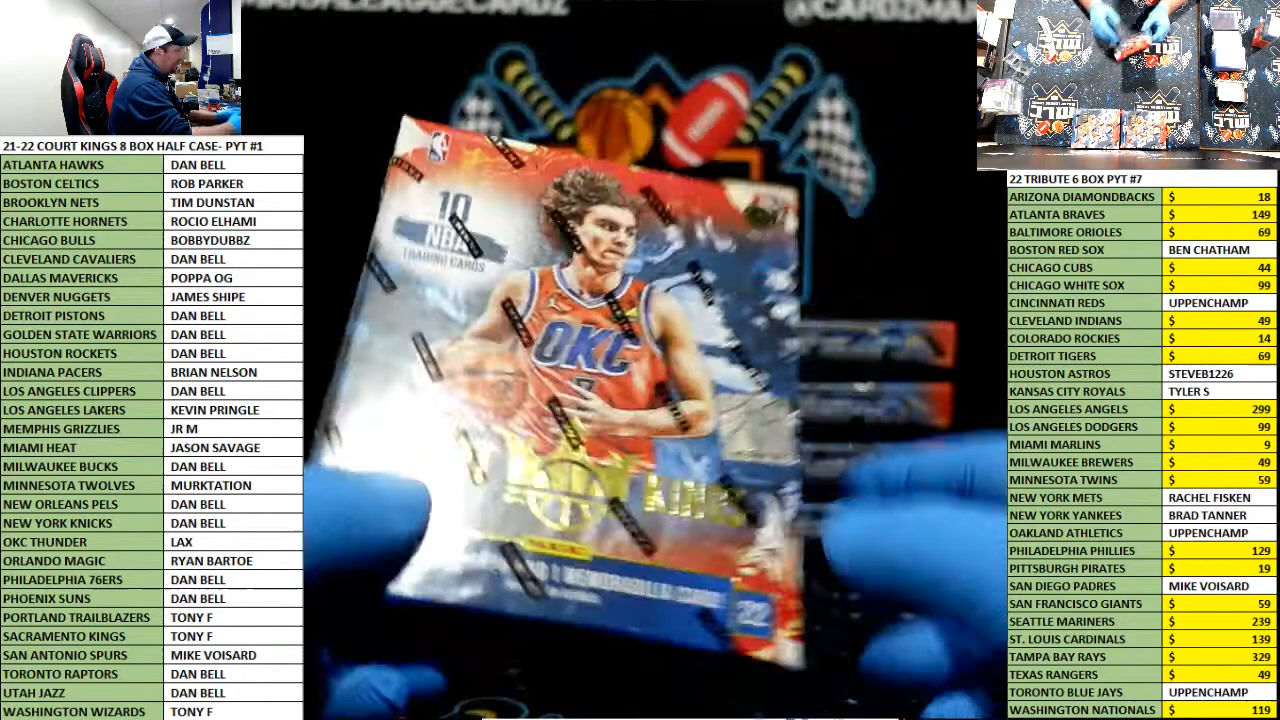 @CARDZMA
21-22 COURT KINGS 8 BOX HALF CASE- PYT #1
ATLANTA HAWKS DAN BELL
BOSTON CELTICS ROB PARKER
BROOKLYN NETS TIM DUNSTAN
CHARLOTTE HORNETS ROCIO ELHAMI
CHICAGO BULLS BOBBYDUBBZ
CLEVELAND CAVALIERS DAN BELL
DALLAS MAVERICKS POPPA OG
DENVER NUGGETS JAMES SHIPE
DETROIT PISTONS DAN BELL
GOLDEN STATE WARRIORS DAN BELL
HOUSTON ROCKETS DAN BELL
INDIANA PACERS BRIAN NELSON
LOS ANGELES CLIPPERS DAN BELL
LOS ANGELES LAKERS KEVIN PRINGLE
MEMPHIS GRIZZLIES JR M
MIAMI HEAT JASON SAVAGE
MILWAUKEE BUCKS DAN BELL
MINNESOTA TWOLVES MURKTATION
NEW ORLEANS PELS DAN BELL
NEW YORK KNICKS DAN BELL
OKC THUNDER LAX
ORLANDO MAGIC RYAN BARTOE
PHILADELPHIA 76ERS DAN BELL
PHOENIX SUNS DAN BELL
PORTLAND TRAILBLAZERS TONY F
SACRAMENTO KINGS TONY F
SAN ANTONIO SPURS MIKE VOISARD
TORONTO RAPTORS DAN BELL
UTAH JAZZ DAN BELL
WASHINGTON WIZARDS TONY F
10
NBA
TRADING CARDS
OKC
KINGS
22 TRIBUTE 6 BOX PYT #7
ARIZONA DIAMONDBACKS $ 18
ATLANTA BRAVES $ 149
BALTIMORE ORIOLES $ 69
BOSTON RED SOX BEN CHATHAM
CHICAGO CUBS $ 44
CHICAGO WHITE SOX $ 99
CINCINNATI REDS UPPENCHAMP
CLEVELAND INDIANS $ 49
COLORADO ROCKIES $ 14
DETROIT TIGERS $ 69
HOUSTON ASTROS STEVEB1226
KANSAS CITY ROYALS TYLER S
LOS ANGELES ANGELS $ 299
LOS ANGELES DODGERS $ 99
MIAMI MARLINS $ 9
MILWAUKEE BREWERS $ 49
MINNESOTA TWINS $ 59
NEW YORK METS RACHEL FISKEN
NEW YORK YANKEES BRAD TANNER
OAKLAND ATHLETICS UPPENCHAMP
PHILADELPHIA PHILLIES $ 129
PITTSBURGH PIRATES $ 19
SAN DIEGO PADRES MIKE VOISARD
SAN FRANCISCO GIANTS $ 59
SEATTLE MARINERS $ 239
ST. LOUIS CARDINALS $ 139
TAMPA BAY RAYS $ 329
TEXAS RANGERS $ 49
TORONTO BLUE JAYS UPPENCHAMP
WASHINGTON NATIONALS $ 119